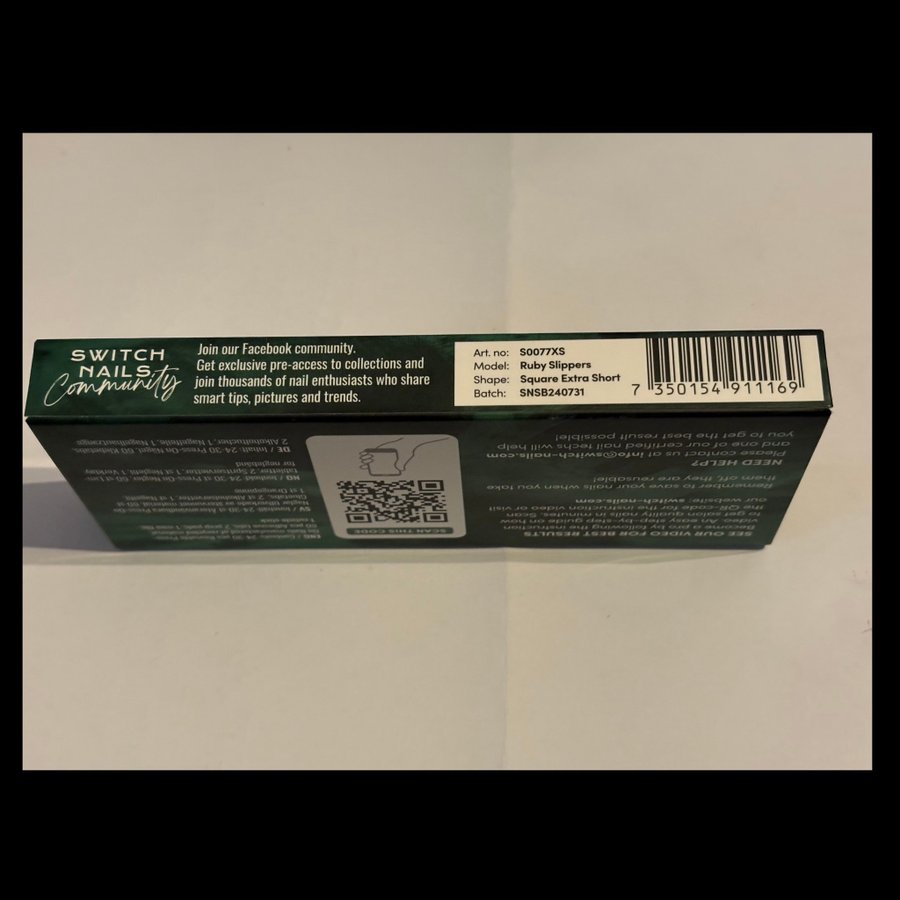 SWITCH
NAILS
Community
Join our Facebook community.
Get exclusive pre-access to collections and
join thousands of nail enthusiasts who share
smart tips, pictures and trends.
Art. no: S0077XS
Model: Ruby Slippers
Shape: Square Extra Short
Batch: SNSB240731
7 350154 911169
SEE OUR VIDEO FOR BEST RESULTS
Become a pro by following the instruction
video. An easy step-by-step guide on how
to get salon quality nails in minutes. Scan
the QR-code for the instruction video or visit
our website: switch-nails.com
Remember to save your nails when you take
them off, they are reusable!
NEED HELP?
Please contact us at info@switch-nails.com
and one of our certified nail techs will help
you to get the best result possible!
SCAN THIS CODE